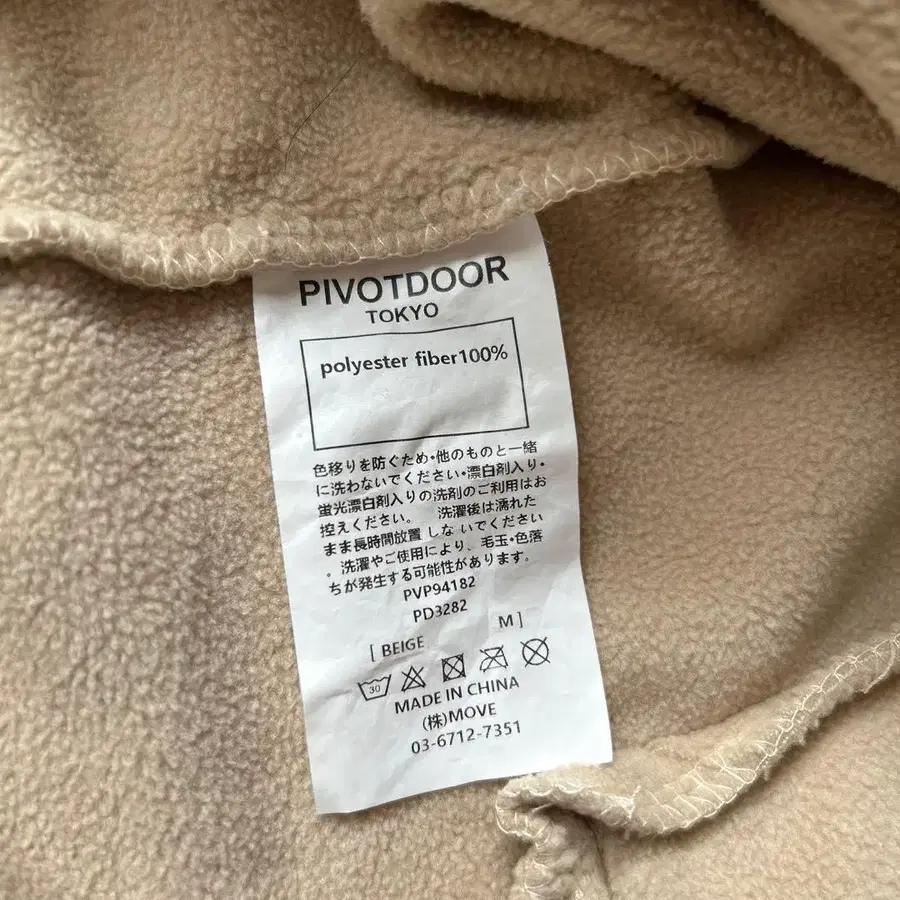 PIVOTDOOR
TOKYO
polyester fiber100%
色移りを防ぐため・他のものと一緒
に洗わないでください・漂白剤入り・
蛍光漂白剤入りの洗剤のご利用はお
控えください。 洗濯後は濡れた
まま長時間放置 しな いでください
。洗濯やご使用により、毛玉・色落
ちが発生する可能性があります。
PVP94182
PD3282
[ BEIGE M ]
30
MADE IN CHINA
(株)MOVE
03-6712-7351